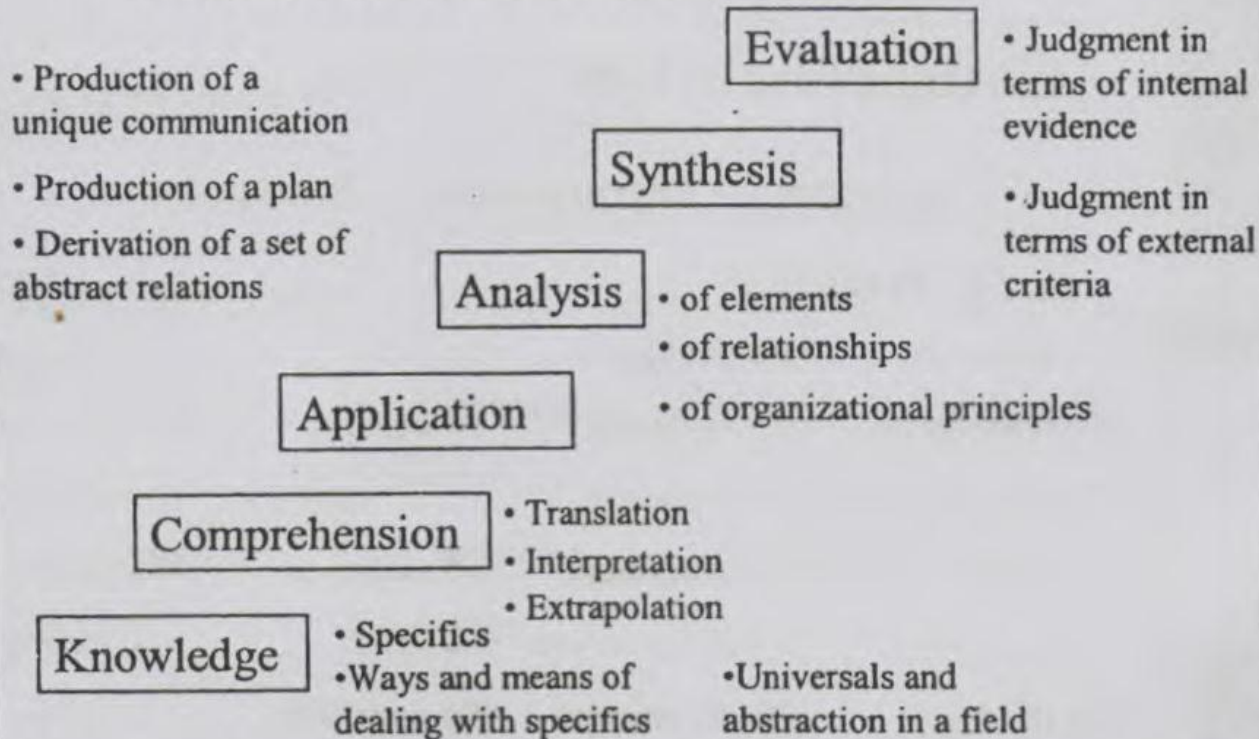 Evaluation
• Judgment in
terms of internal
evidence
• Judgment in
terms of external
criteria
• Production of a
unique communication
• Production of a plan
• Derivation of a set of
abstract relations
Synthesis
Analysis
• of elements
• of relationships
• of organizational principles
Application
Comprehension
• Translation
• Interpretation
• Extrapolation
Knowledge
• Specifics
•Ways and means of
dealing with specifics
•Universals and
abstraction in a field